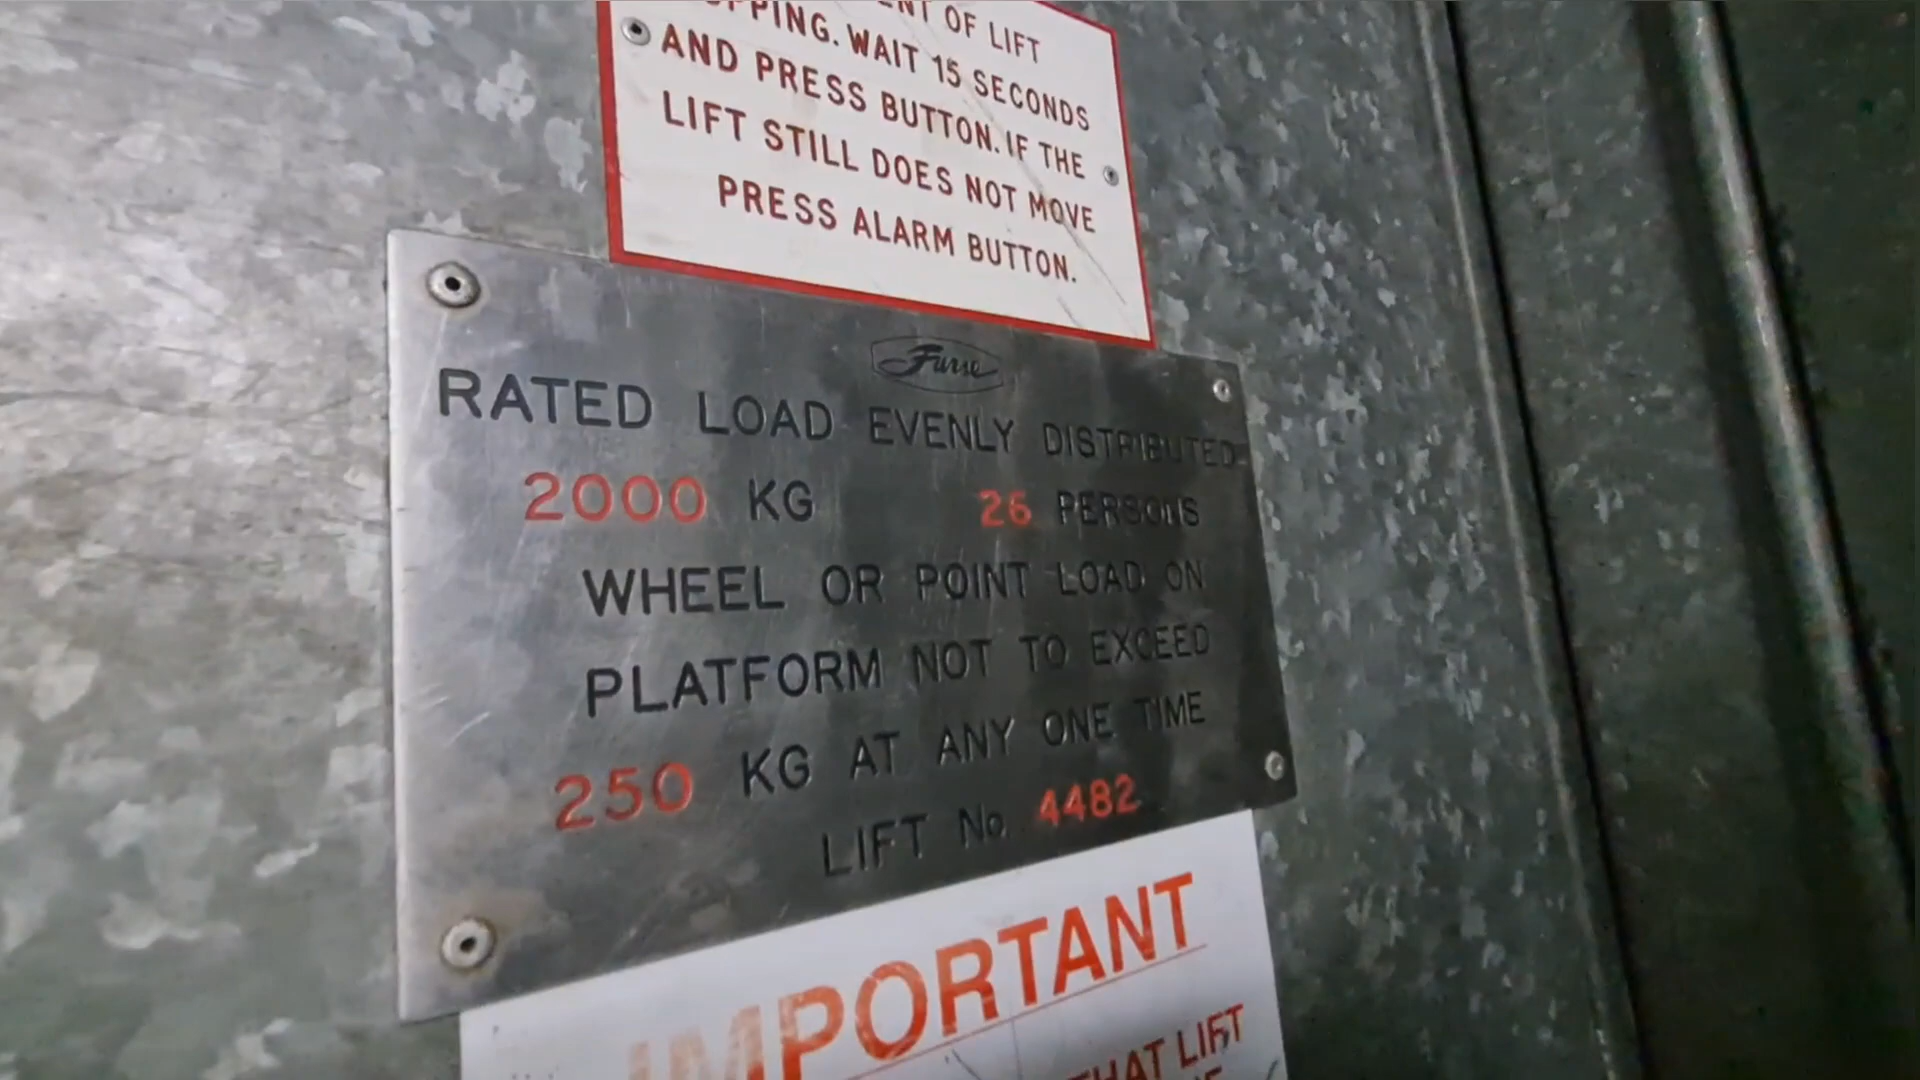 OF LIFT
WAIT 15 SECONDS
AND PRESS BUTTON. IF THE
LIFT STILL DOES NOT MOVE
PRESS ALARM BUTTON.
Furse
RATED LOAD EVENLY DISTRIBUTED
2000 KG 26 PERSONS
WHEEL OR POINT LOAD ON
PLATFORM NOT TO EXCEED
250 KG AT ANY ONE TIME
LIFT No. 4482
IMPORTANT
THAT LIFT